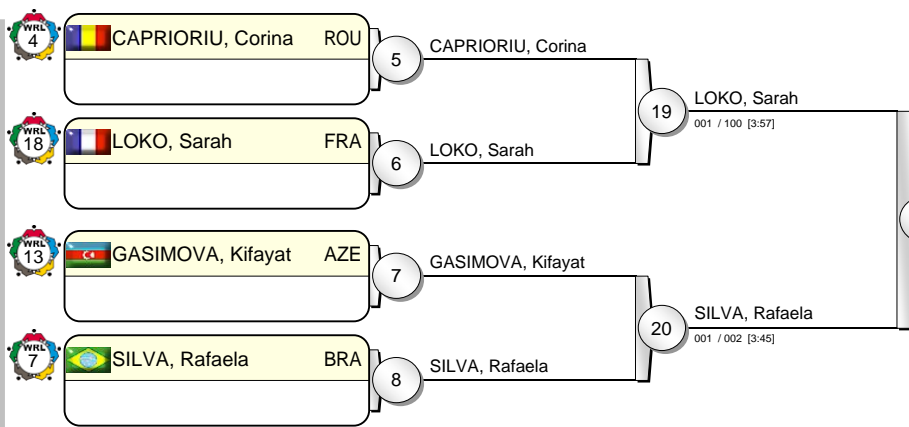 WRL
4
CAPRIORIU, Corina ROU
5
CAPRIORIU, Corina
19
LOKO, Sarah
001 / 100 [3:57]
WRL
18
LOKO, Sarah FRA
6
LOKO, Sarah
WRL
13
GASIMOVA, Kifayat AZE
7
GASIMOVA, Kifayat
20
SILVA, Rafaela
001 / 002 [3:45]
WRL
7
SILVA, Rafaela BRA
8
SILVA, Rafaela